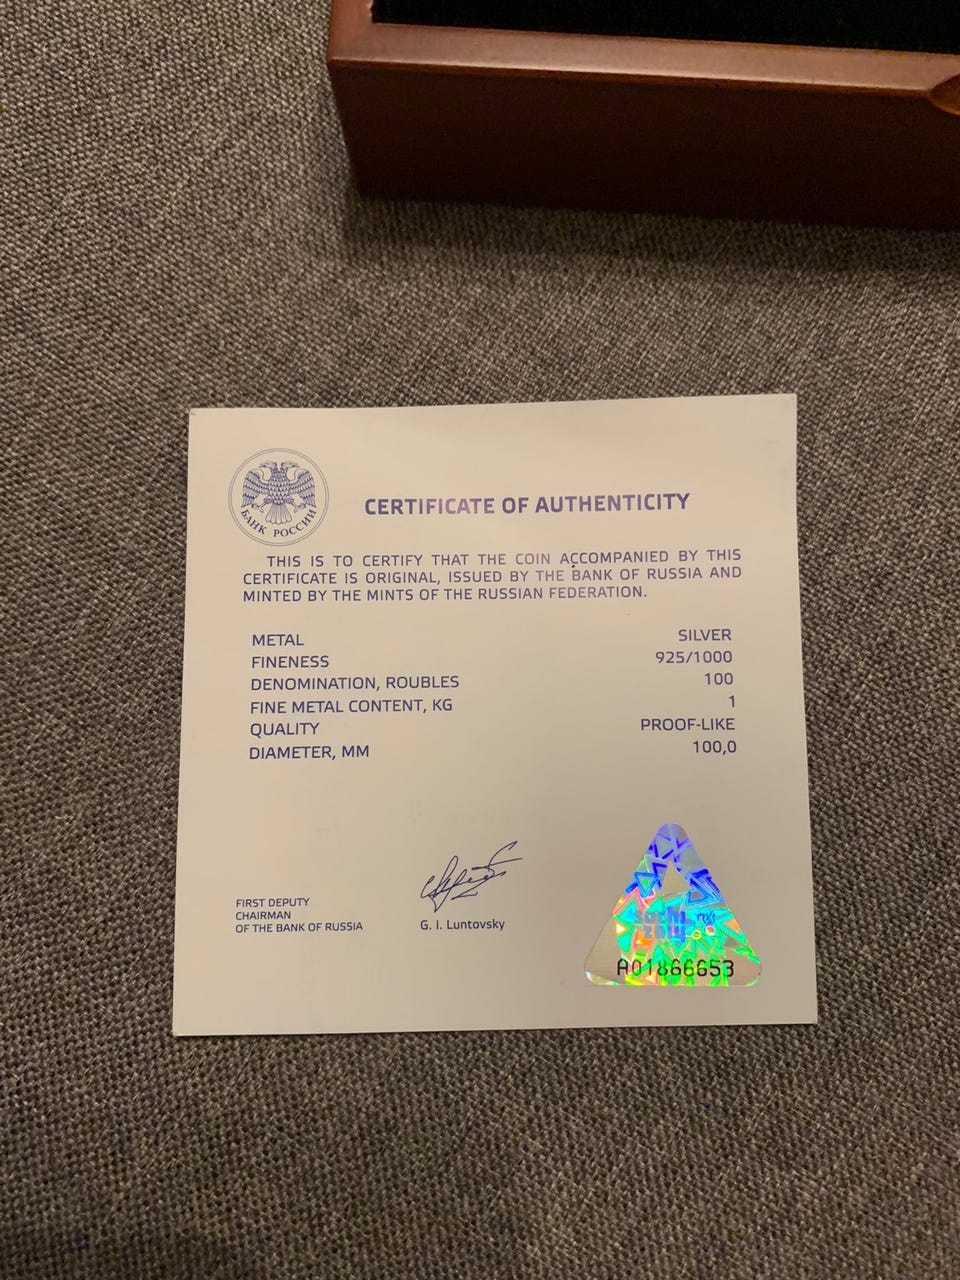 БАНК РОССИИ
CERTIFICATE OF AUTHENTICITY
THIS IS TO CERTIFY THAT THE COIN ACCOMPANIED BY THIS
CERTIFICATE IS ORIGINAL, ISSUED BY THE BANK OF RUSSIA AND
MINTED BY THE MINTS OF THE RUSSIAN FEDERATION.
METAL SILVER
FINENESS 925/1000
DENOMINATION, ROUBLES 100
FINE METAL CONTENT, KG 1
QUALITY PROOF-LIKE
DIAMETER, MM 100,0
FIRST DEPUTY
CHAIRMAN
OF THE BANK OF RUSSIA
G. I. Luntovsky
sochi
2014
A01866653